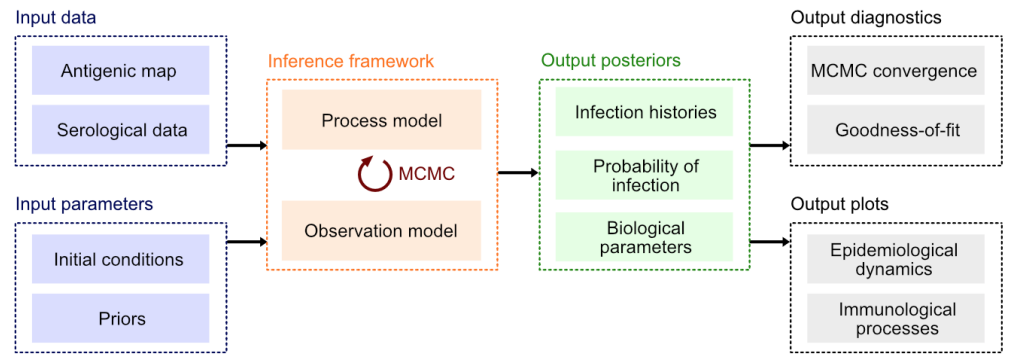 Input data
Antigenic map
Serological data
Input parameters
Initial conditions
Priors
Inference framework
Process model
MCMC
Observation model
Output posteriors
Infection histories
Probability of
infection
Biological
parameters
Output diagnostics
MCMC convergence
Goodness-of-fit
Output plots
Epidemiological
dynamics
Immunological
processes